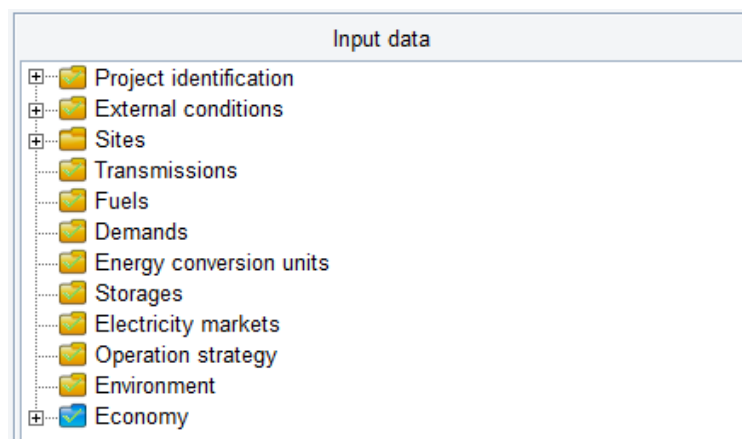 Input data
Project identification
External conditions
Sites
Transmissions
Fuels
Demands
Energy conversion units
Storages
Electricity markets
Operation strategy
Environment
Economy